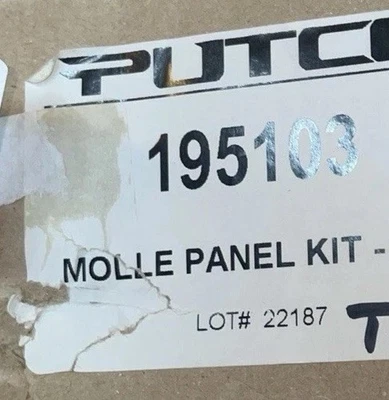 PUTCO
195103
MOLLE PANEL KIT -
LOT# 22187 T